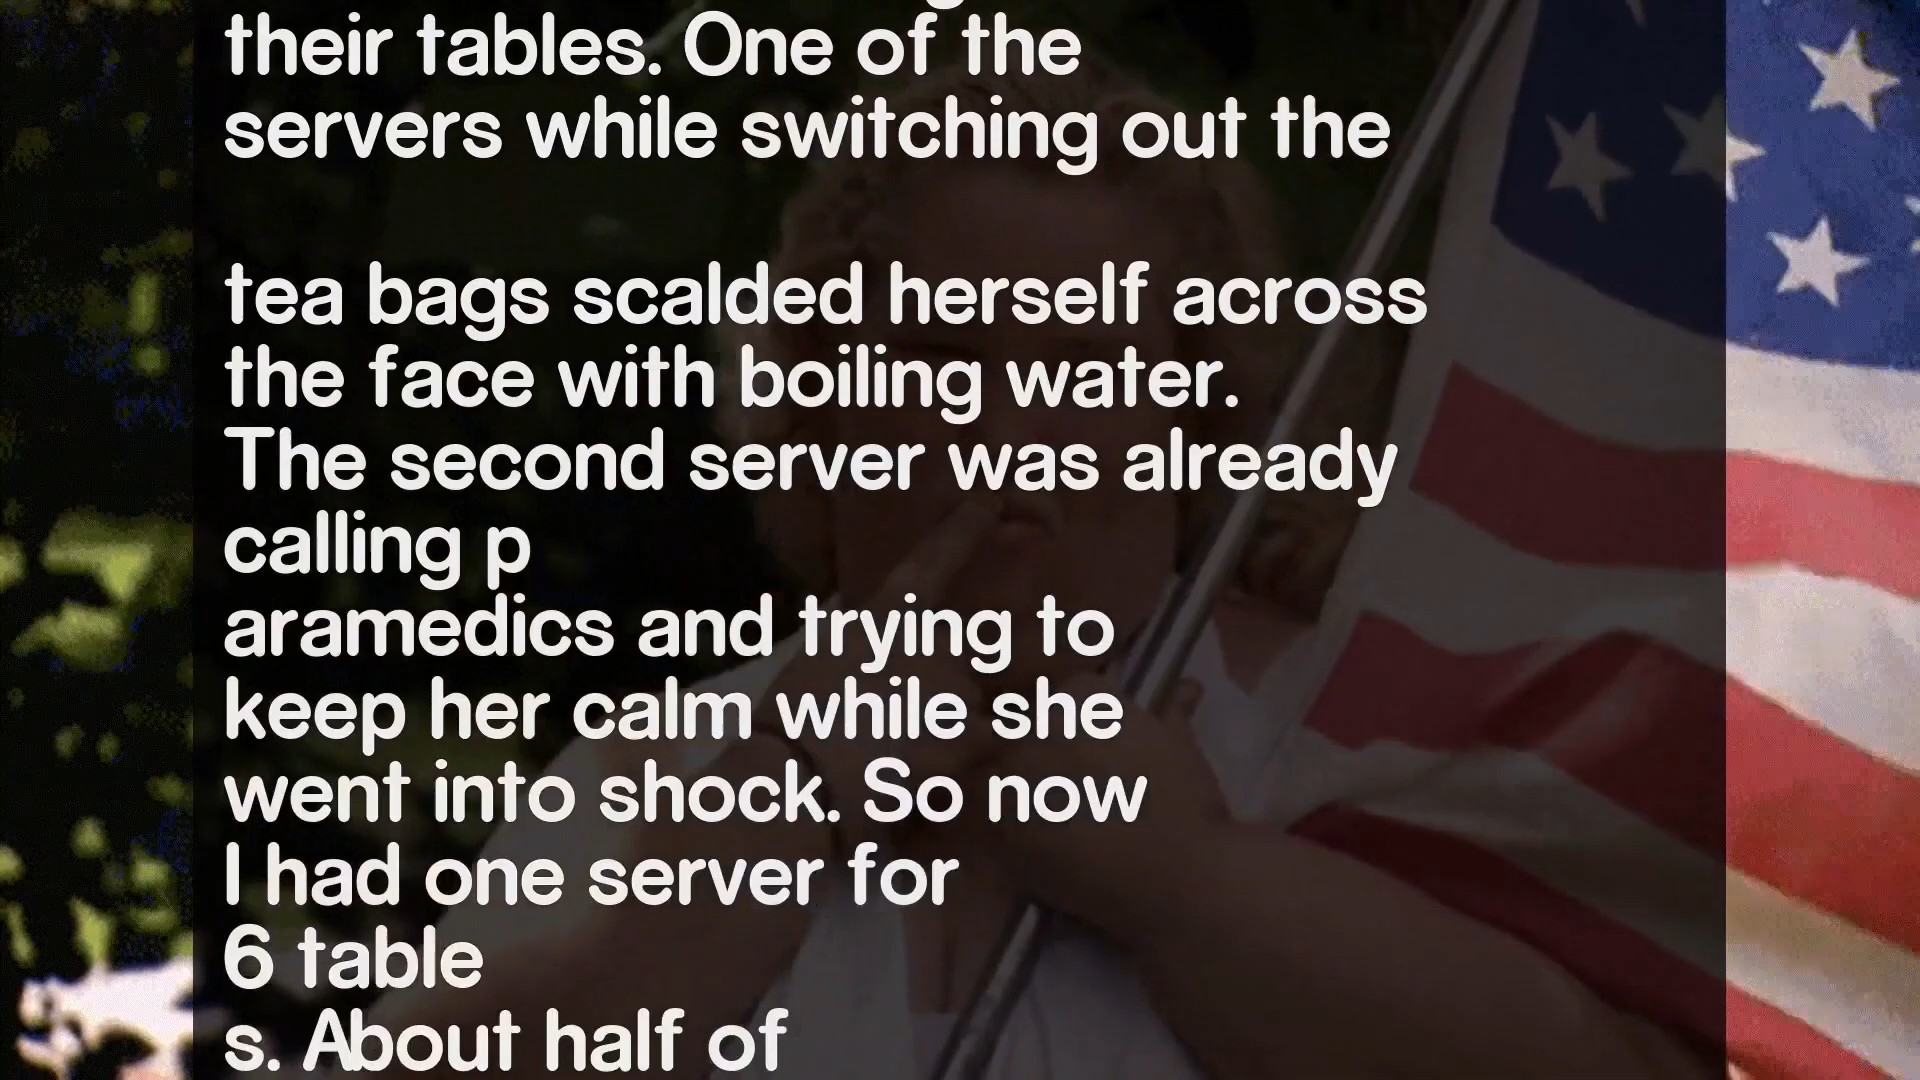 their tables. One of the
servers while switching out the
tea bags scalded herself across
the face with boiling water.
The second server was already
calling p
aramedics and trying to
keep her calm while she
went into shock. So now
I had one server for
6 table
s. About half of